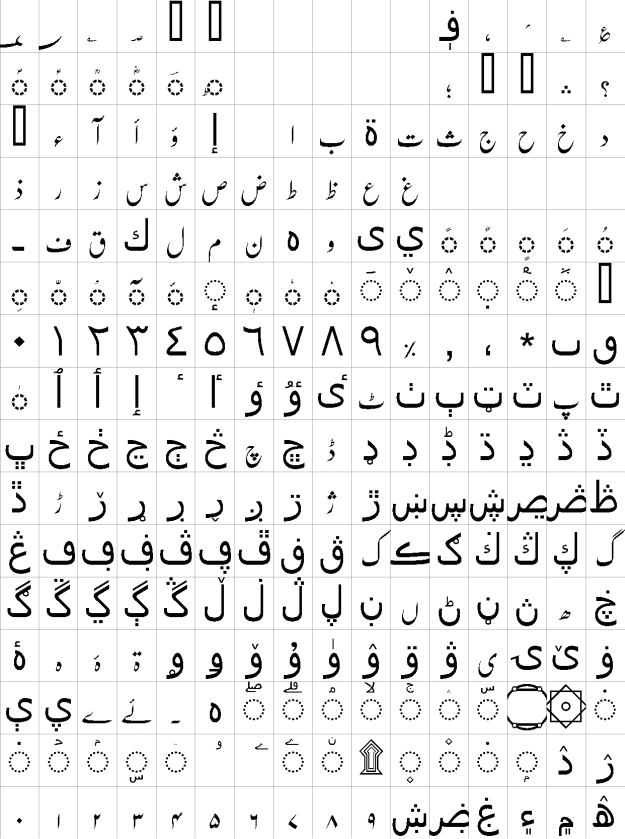 ؀ ؁ ؂ ؃ ؋ ، ؍ ؎ ؏
◌ؐ ◌ؑ ◌ؒ ◌ؓ ◌ؔ ◌ؕ ؛ ؞ ؟
ء آ أ ؤ إ ا ب ة ت ث ج ح خ د
ذ ر ز س ش ص ض ط ظ ع غ
ـ ف ق ك ل م ن ه و ى ي ◌ً ◌ٌ ◌ٍ ◌َ ◌ُ
◌ِ ◌ّ ◌ْ ◌ٓ ◌ٔ ◌ٕ ◌ٖ ◌ٗ ◌٘ ◌ٙ ◌ٚ ◌ٛ ◌ٜ ◌ٝ ◌ٞ
٠ ١ ٢ ٣ ٤ ٥ ٦ ٧ ٨ ٩ ٪ ٫ ٬ ٭ ٮ ٯ
◌ٰ ٱ ٲ ٳ ٴ ٵ ٶ ٷ ٸ ٹ ٺ ٻ ټ ٽ پ ٿ
ڀ ځ ڂ ڃ ڄ څ چ ڇ ڈ ډ ڊ ڋ ڌ ڍ ڎ ڏ
ڐ ڑ ڒ ړ ڔ ڕ ږ ڗ ژ ڙ ښ ڛ ڜ ڝ ڞ ڟ
ڠ ڡ ڢ ڣ ڤ ڥ ڦ ڧ ڨ ک ڪ ګ ڬ ڭ ڮ گ
ڰ ڱ ڲ ڳ ڴ ڵ ڶ ڷ ڸ ڹ ں ڻ ڼ ڽ ھ ڿ
ۀ ہ ۂ ۃ ۄ ۅ ۆ ۇ ۈ ۉ ۊ ۋ ی ۍ ێ ۏ
ې ۑ ے ۓ ۔ ە ◌ۖ ◌ۗ ◌ۘ ◌ۙ ◌ۚ ◌ۛ ◌ۜ ۝ ۞ ◌۟
◌۠ ◌ۡ ◌ۢ ◌ۣ ◌ۤ ۥ ۦ ◌ۧ ◌ۨ ۩ ◌۪ ◌۫ ◌۬ ◌ۭ ۮ ۯ
۰ ۱ ۲ ۳ ۴ ۵ ۶ ۷ ۸ ۹ ۺ ۻ ۼ ۽ ۾ ۿ